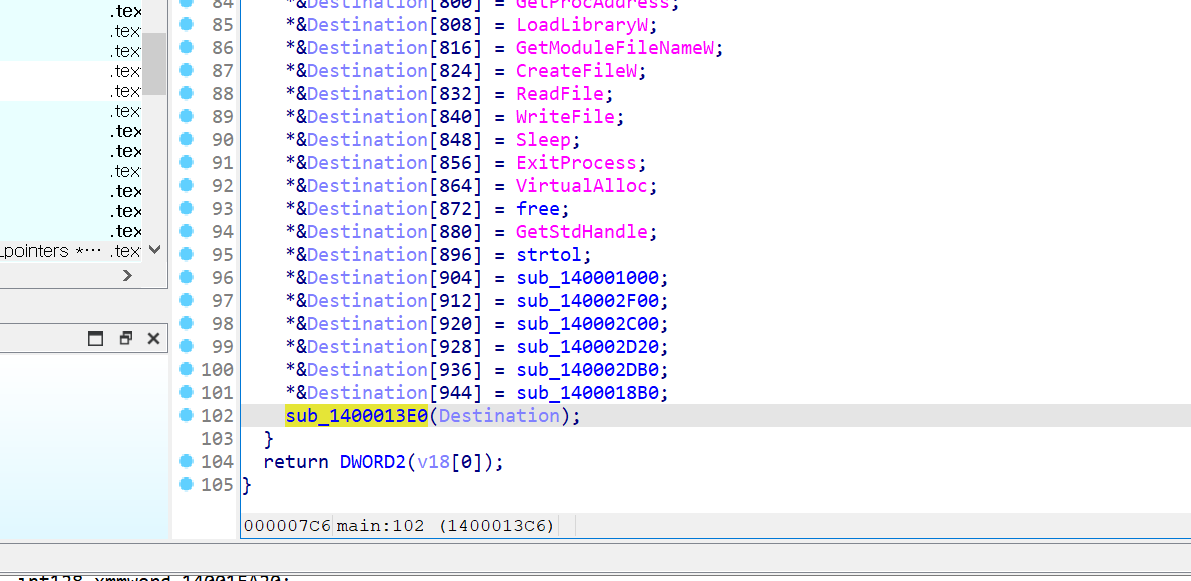 .tex
.tex
.tex
.tex
.tex
.tex
.tex
.tex
.tex
.tex
.tex
.tex
_pointers *··· .tex
84 *&Destination[800] = GetProcAddress;
85 *&Destination[808] = LoadLibraryW;
86 *&Destination[816] = GetModuleFileNameW;
87 *&Destination[824] = CreateFileW;
88 *&Destination[832] = ReadFile;
89 *&Destination[840] = WriteFile;
90 *&Destination[848] = Sleep;
91 *&Destination[856] = ExitProcess;
92 *&Destination[864] = VirtualAlloc;
93 *&Destination[872] = free;
94 *&Destination[880] = GetStdHandle;
95 *&Destination[896] = strtol;
96 *&Destination[904] = sub_140001000;
97 *&Destination[912] = sub_140002F00;
98 *&Destination[920] = sub_140002C00;
99 *&Destination[928] = sub_140002D20;
100 *&Destination[936] = sub_140002DB0;
101 *&Destination[944] = sub_1400018B0;
102 sub_1400013E0(Destination);
103 }
104 return DWORD2(v18[0]);
105 }
000007C6 main:102 (1400013C6)